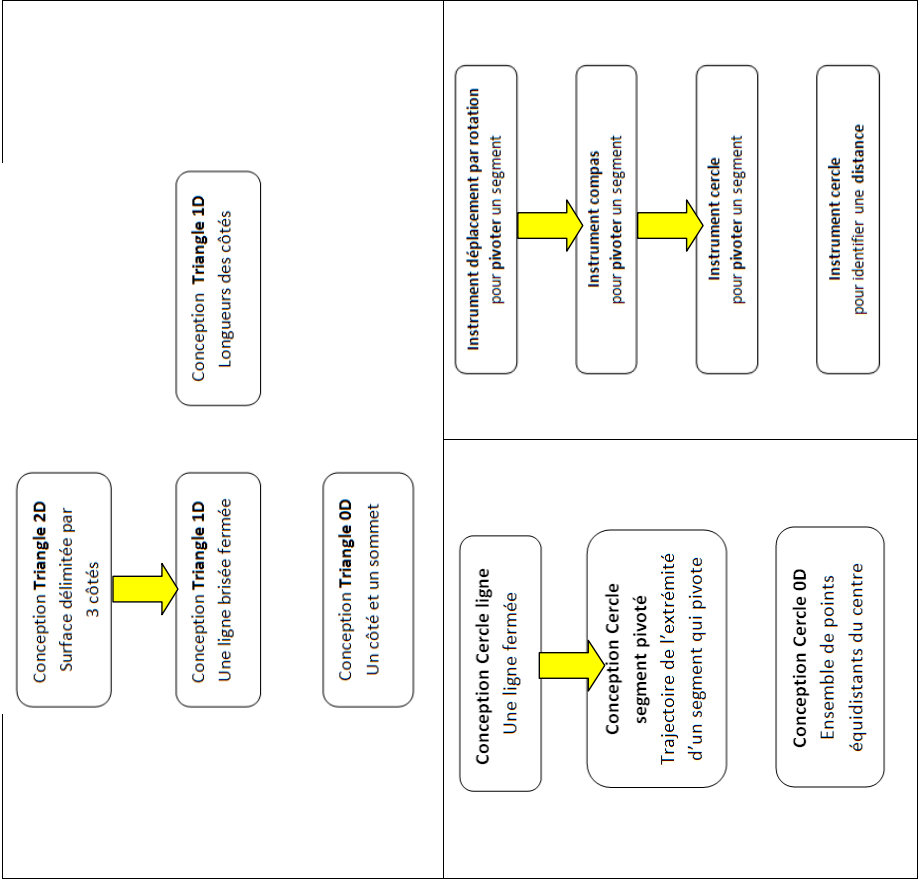 Conception Triangle 2D
Surface délimitée par
3 côtés
Conception Triangle 1D
Une ligne brisée fermée
Conception Triangle 0D
Un côté et un sommet
Conception Triangle 1D
Longueurs des côtés
Conception Cercle ligne
Une ligne fermée
Conception Cercle
segment pivoté
Trajectoire de l'extrémité
d'un segment qui pivote
Conception Cercle 0D
Ensemble de points
équidistants du centre
Instrument déplacement par rotation
pour pivoter un segment
Instrument compas
pour pivoter un segment
Instrument cercle
pour pivoter un segment
Instrument cercle
pour identifier une distance